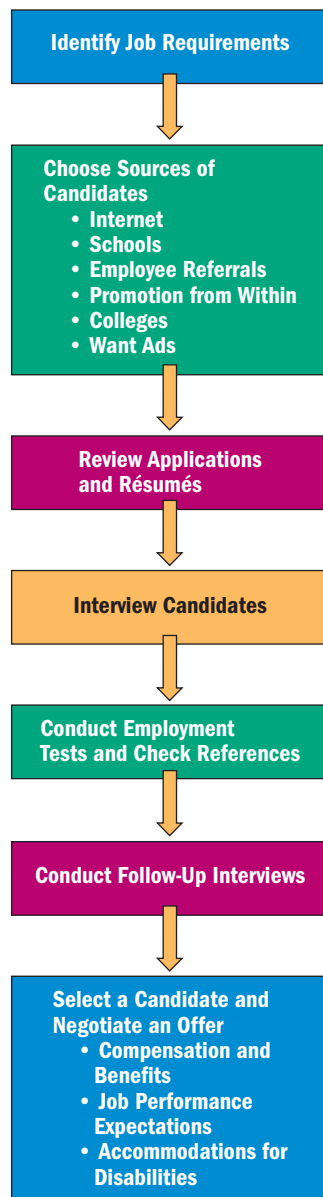 Identify Job Requirements
Choose Sources of
Candidates
• Internet
• Schools
• Employee Referrals
• Promotion from Within
• Colleges
• Want Ads
Review Applications
and Résumés
Interview Candidates
Conduct Employment
Tests and Check References
Conduct Follow-Up Interviews
Select a Candidate and
Negotiate an Offer
• Compensation and
Benefits
• Job Performance
Expectations
• Accommodations for
Disabilities